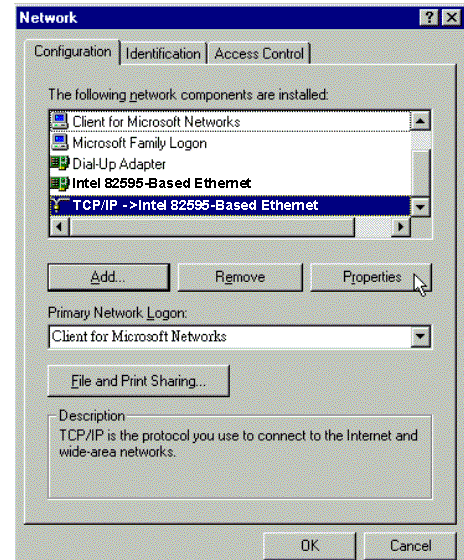 Network
Configuration Identification Access Control
The following network components are installed:
Client for Microsoft Networks
Microsoft Family Logon
Dial-Up Adapter
Intel 82595-Based Ethernet
TCP/IP ->Intel 82595-Based Ethernet
Add... Remove Properties
Primary Network Logon:
Client for Microsoft Networks
File and Print Sharing...
Description
TCP/IP is the protocol you use to connect to the Internet and
wide-area networks.
OK Cancel